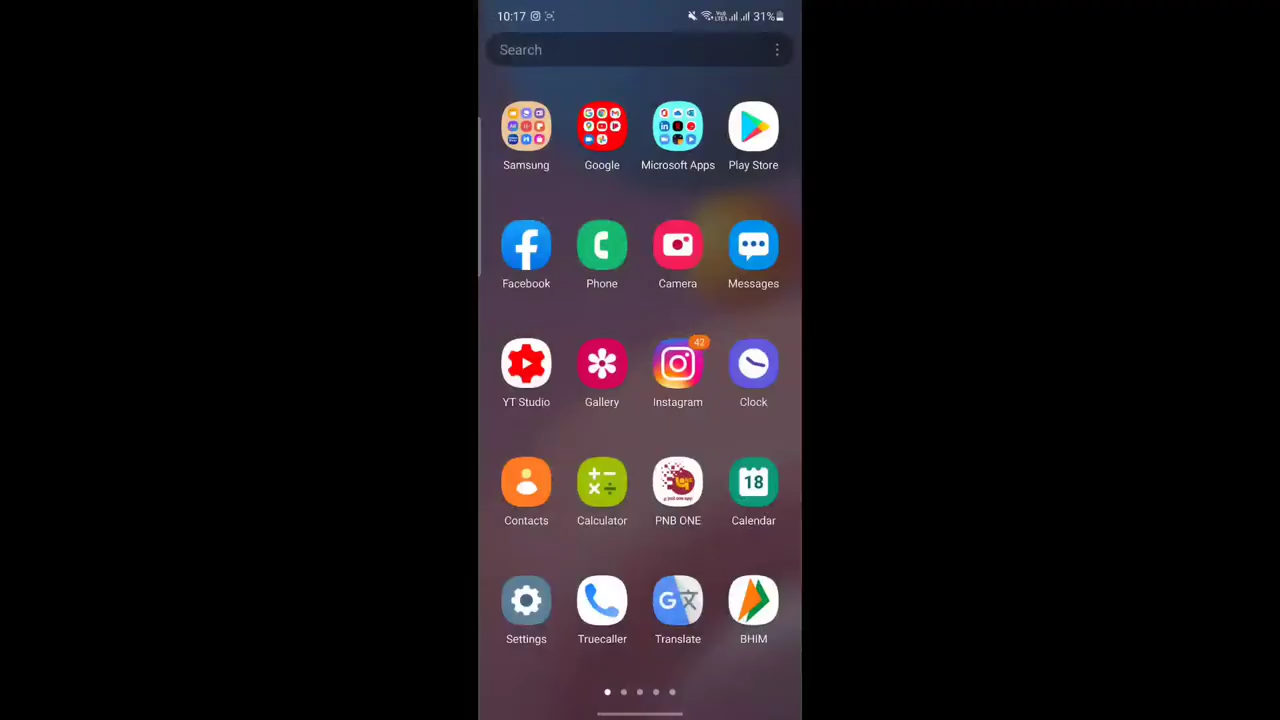 10:17 31%
Search
Samsung Google Microsoft Apps Play Store
Facebook Phone Camera Messages
42
YT Studio Gallery Instagram Clock
18
Contacts Calculator PNB ONE Calendar
Settings Truecaller Translate BHIM